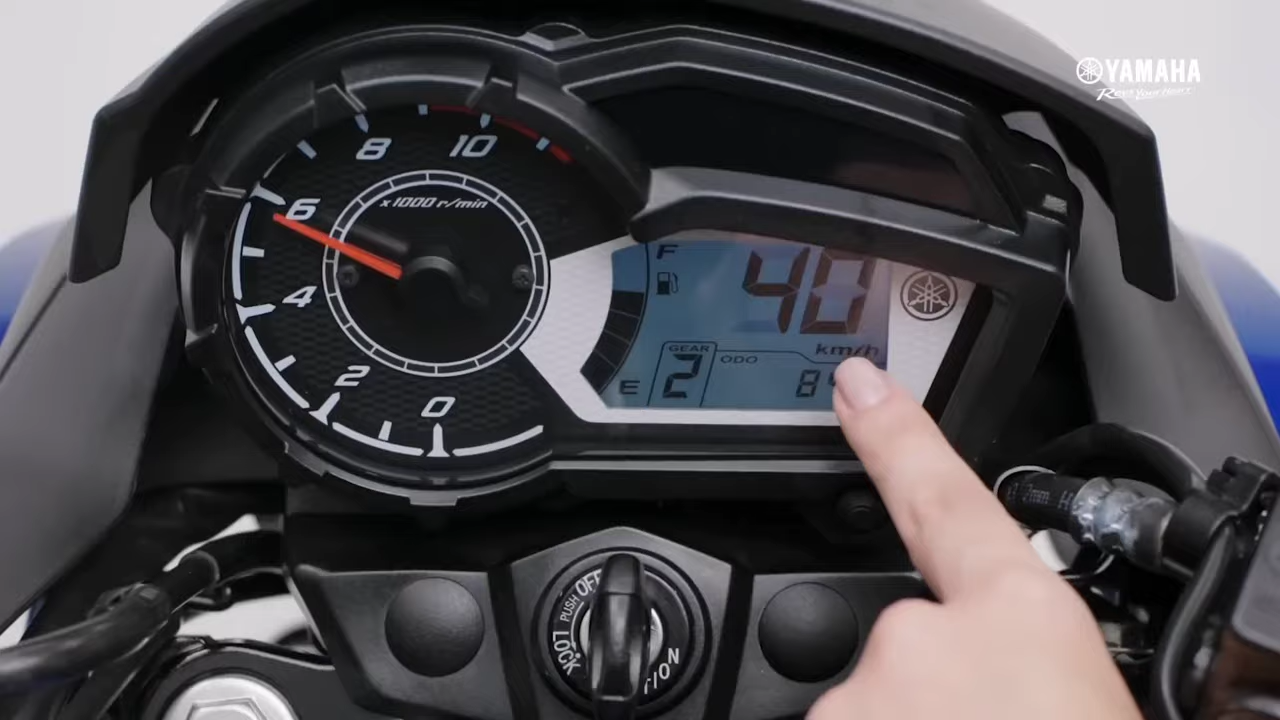 YAMAHA
Revs Your Heart
8
10
x1000 r/min
6
4
2
0
F
40
km/h
GEAR
2
ODO
8
E
OFF
PUSH
LOCK